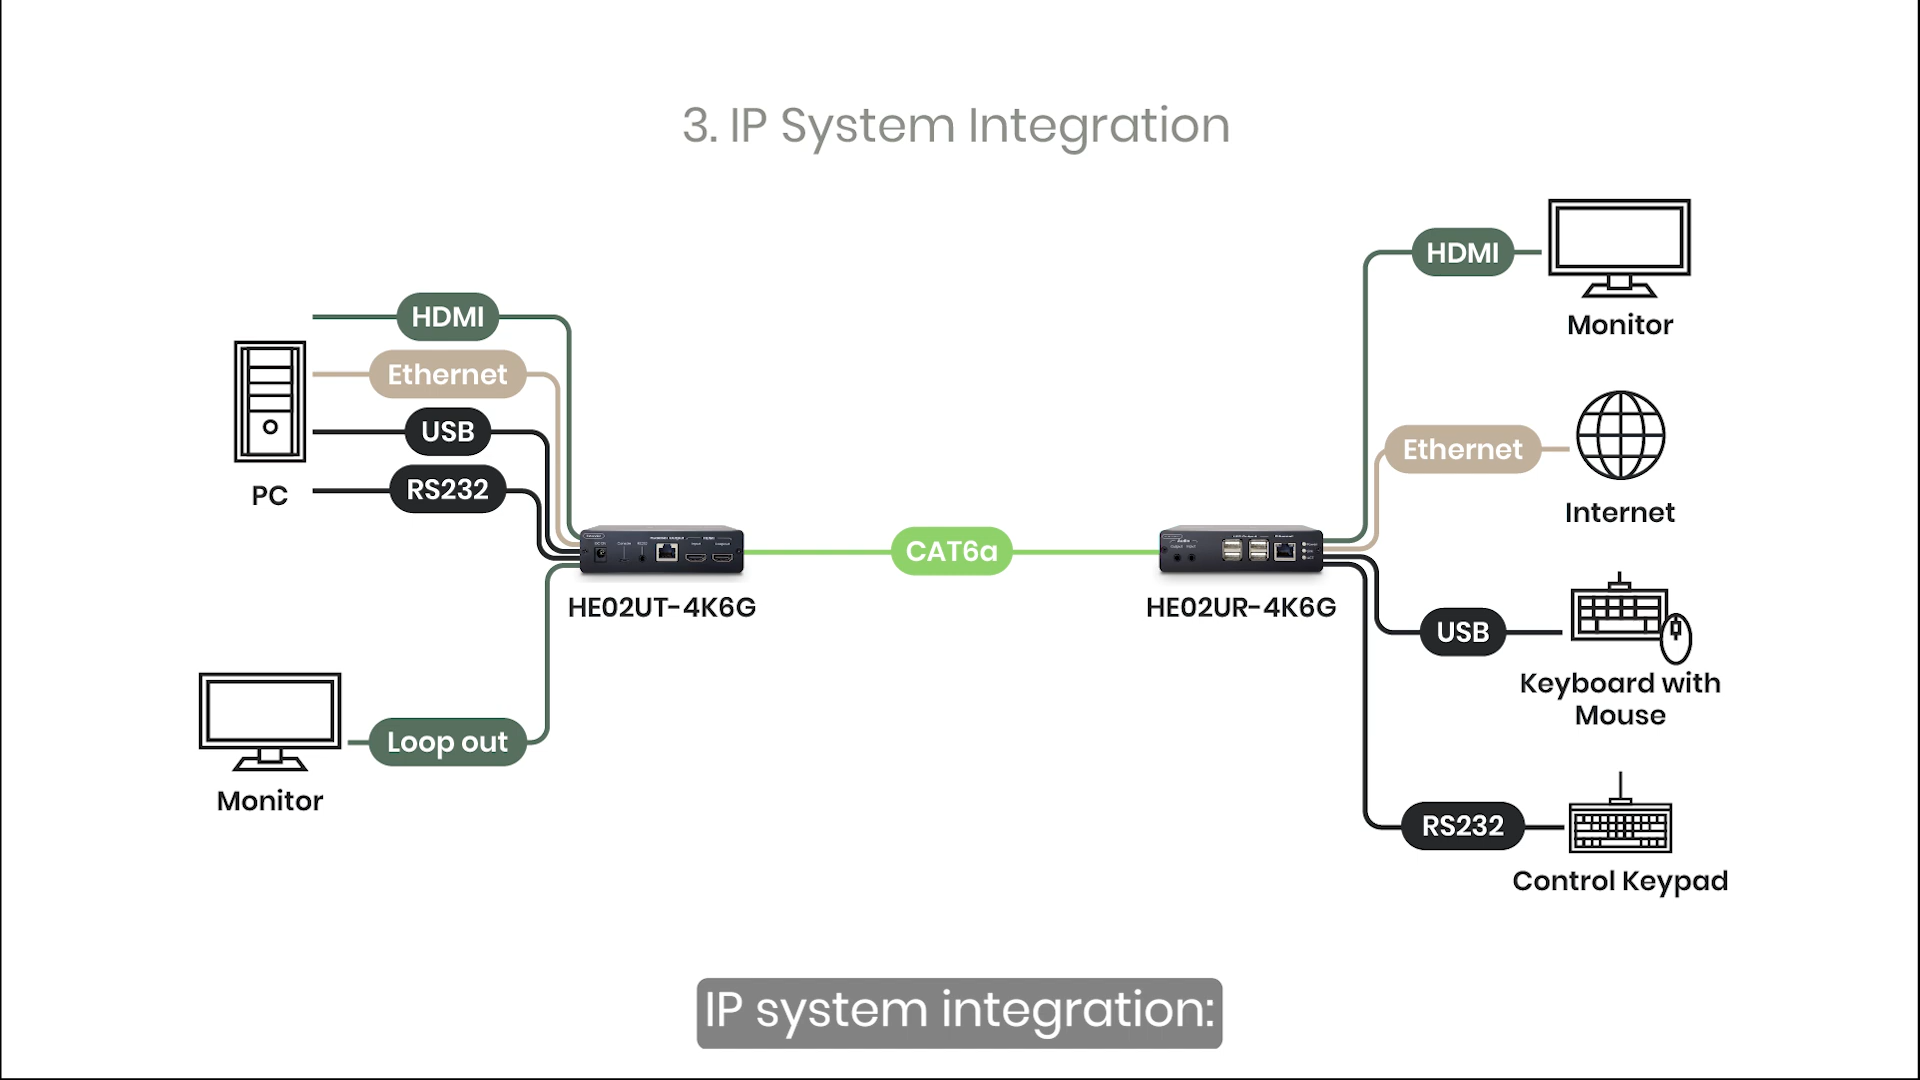 3. IP System Integration
HDMI
Ethernet
USB
RS232
PC
Loop out
Monitor
HE02UT-4K6G
CAT6a
HE02UR-4K6G
HDMI
Monitor
Ethernet
Internet
USB
Keyboard with
Mouse
RS232
Control Keypad
IP system integration: